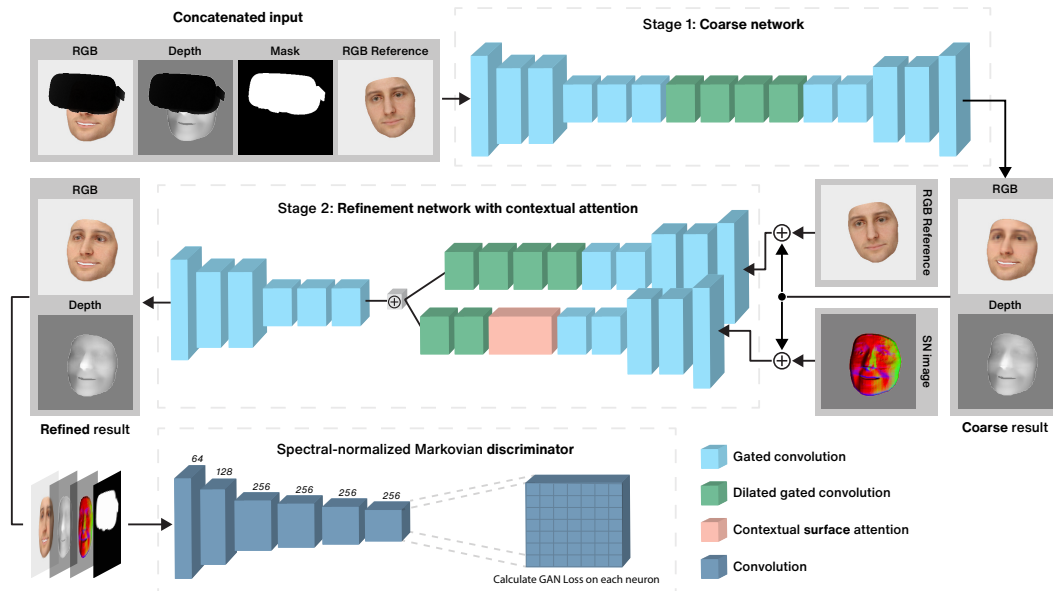 Concatenated input
RGB
Depth
Mask
RGB Reference
Stage 1: Coarse network
RGB
Depth
Refined result
Stage 2: Refinement network with contextual attention
RGB Reference
SN image
RGB
Depth
Coarse result
Spectral-normalized Markovian discriminator
64
128
256
256
256
256
Calculate GAN Loss on each neuron
Gated convolution
Dilated gated convolution
Contextual surface attention
Convolution